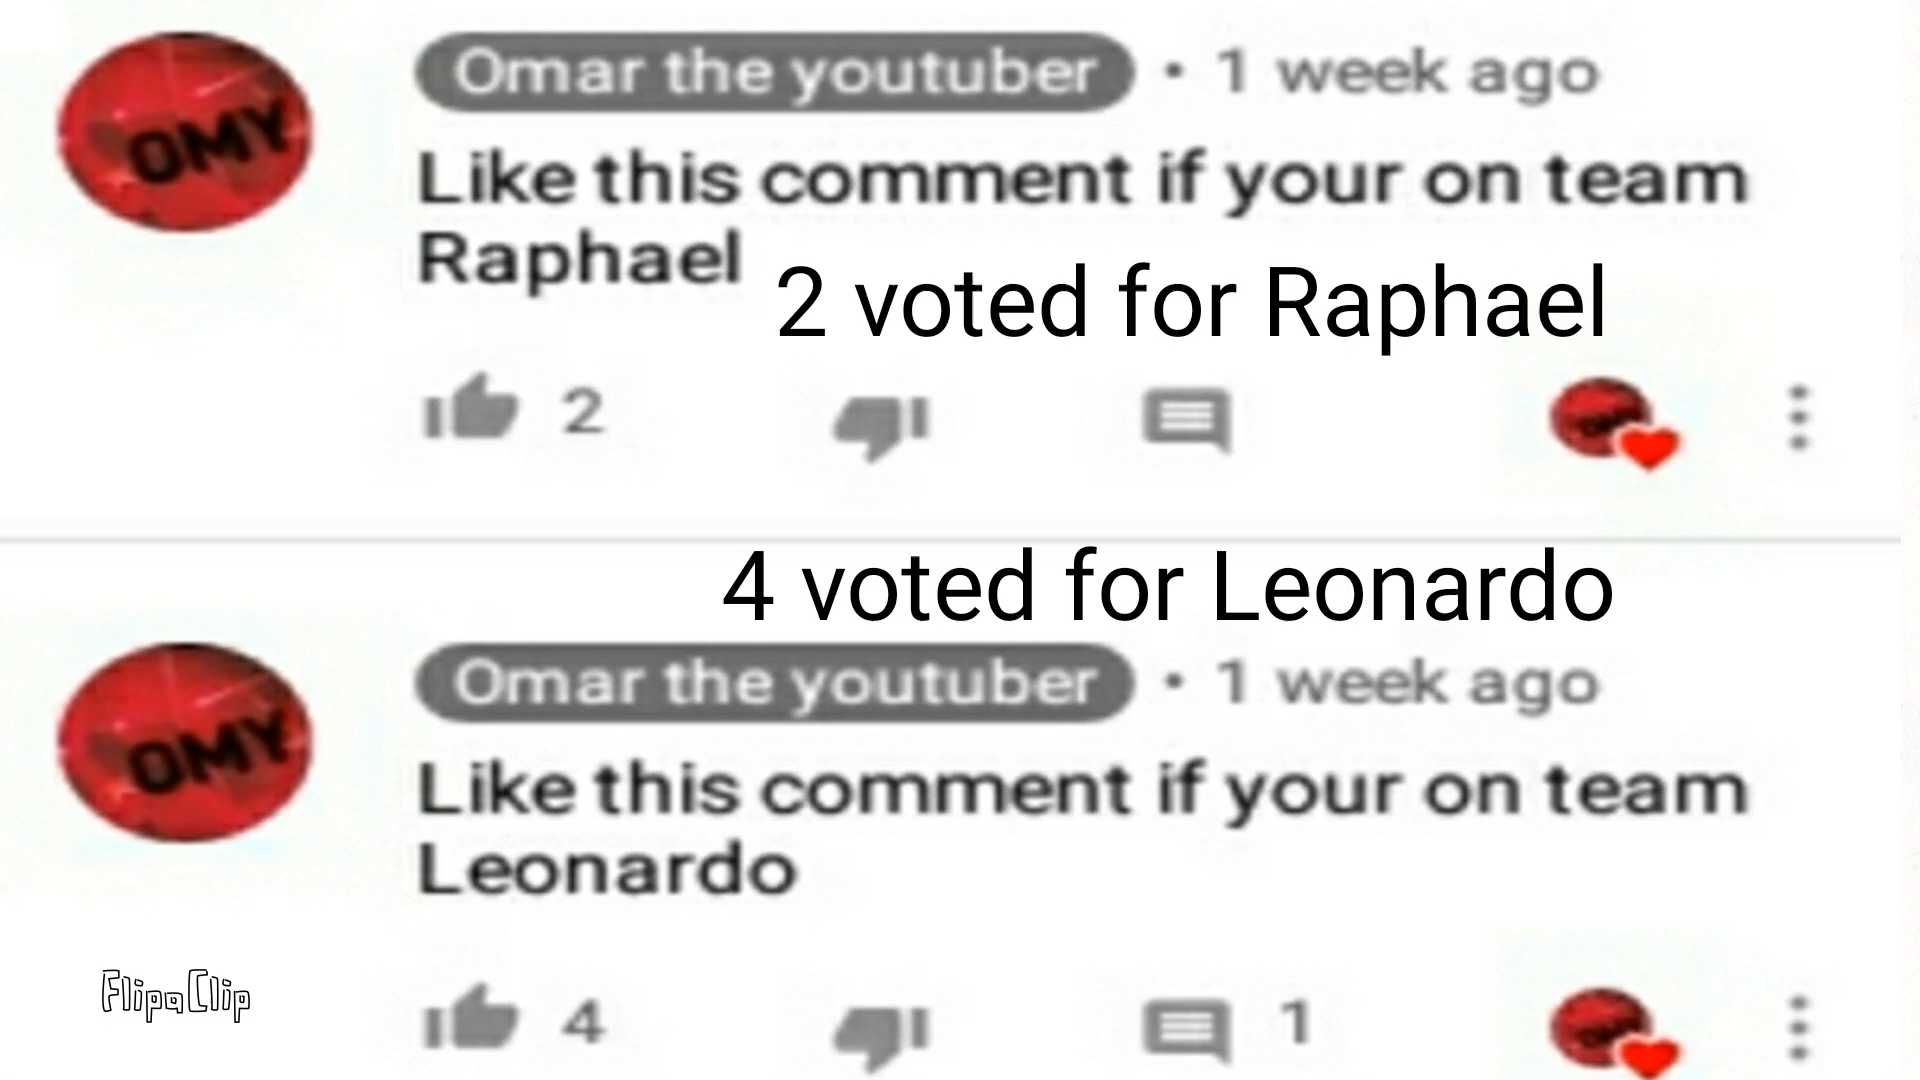 OMY
Omar the youtuber • 1 week ago
Like this comment if your on team
Raphael
2 voted for Raphael
2
4 voted for Leonardo
OMY
Omar the youtuber • 1 week ago
Like this comment if your on team
Leonardo
4 1
FlipaClip